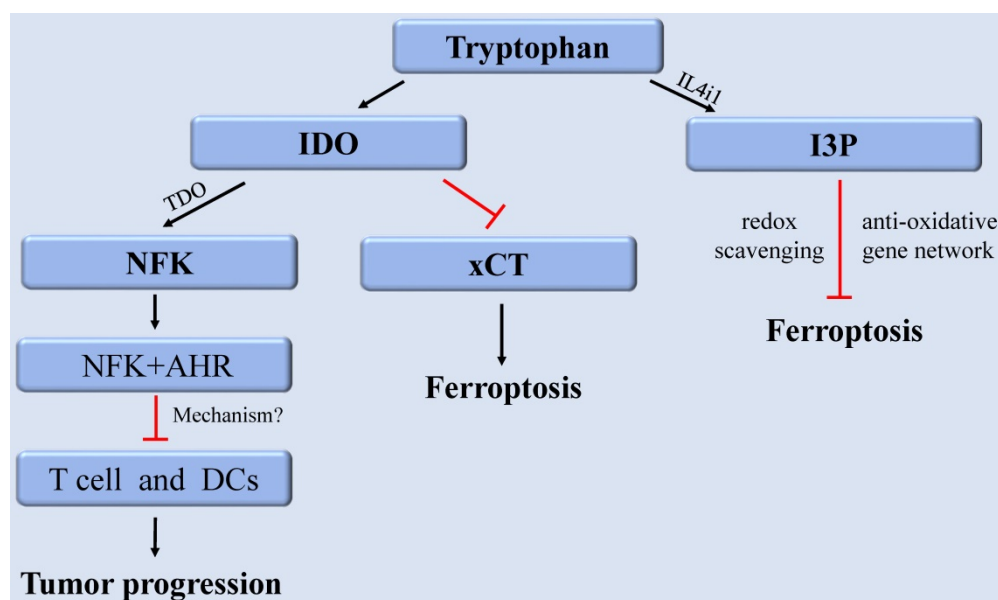 Tryptophan
IL4i1
IDO
I3P
TDO
redox
scavenging
anti-oxidative
gene network
NFK
xCT
Ferroptosis
NFK+AHR
Ferroptosis
Mechanism?
T cell and DCs
Tumor progression